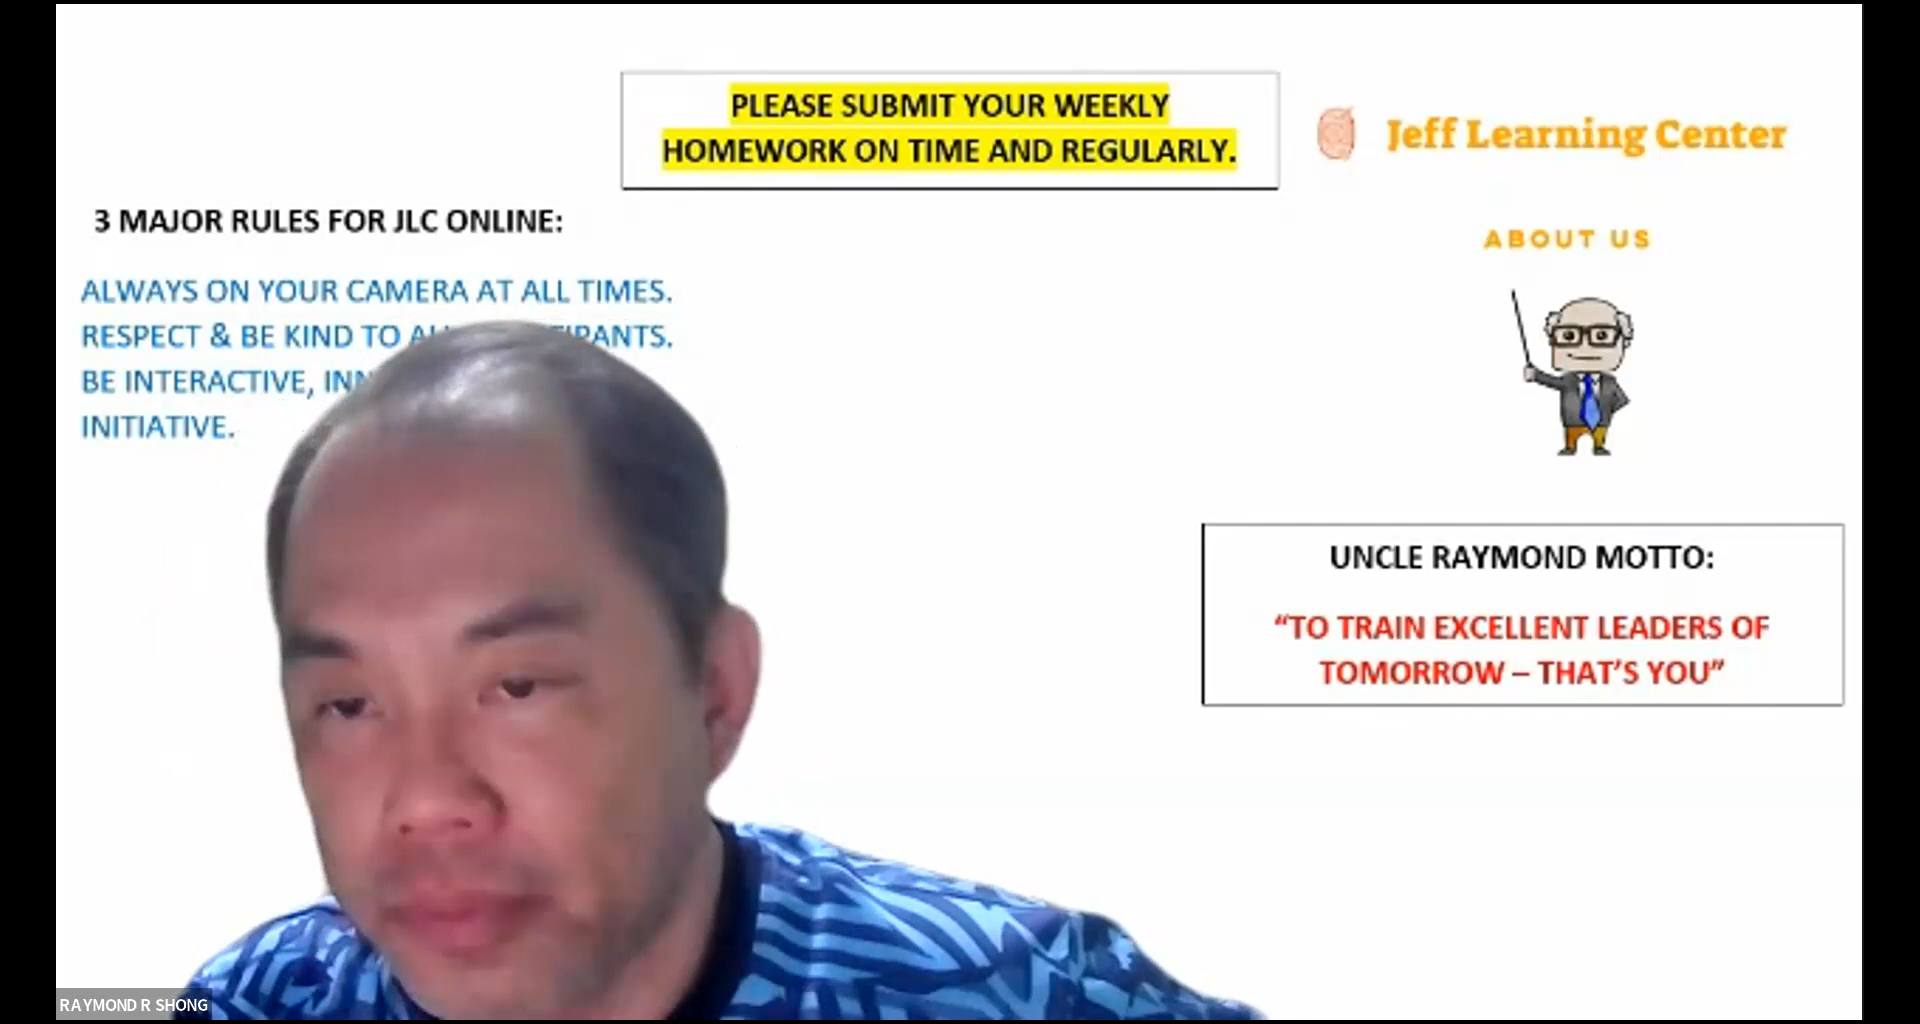 PLEASE SUBMIT YOUR WEEKLY
HOMEWORK ON TIME AND REGULARLY.
Jeff Learning Center
3 MAJOR RULES FOR JLC ONLINE:
ABOUT US
ALWAYS ON YOUR CAMERA AT ALL TIMES.
RESPECT & BE KIND TO
BE INTERACTIVE,
INITIATIVE.
UNCLE RAYMOND MOTTO:
“TO TRAIN EXCELLENT LEADERS OF
TOMORROW – THAT’S YOU”
RAYMOND R SHONG